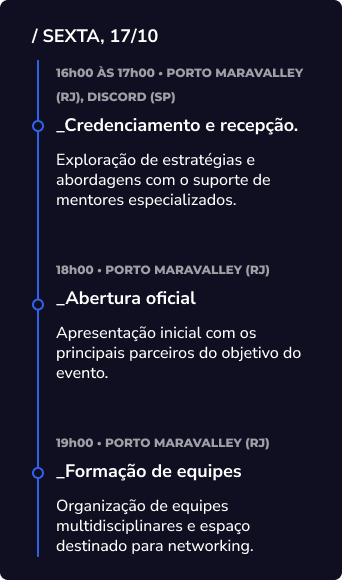 / SEXTA, 17/10
16h00 ÀS 17h00 • PORTO MARAVALLEY
(RJ), DISCORD (SP)
_Credenciamento e recepção.
Exploração de estratégias e
abordagens com o suporte de
mentores especializados.
18h00 • PORTO MARAVALLEY (RJ)
_Abertura oficial
Apresentação inicial com os
principais parceiros do objetivo do
evento.
19h00 • PORTO MARAVALLEY (RJ)
_Formação de equipes
Organização de equipes
multidisciplinares e espaço
destinado para networking.